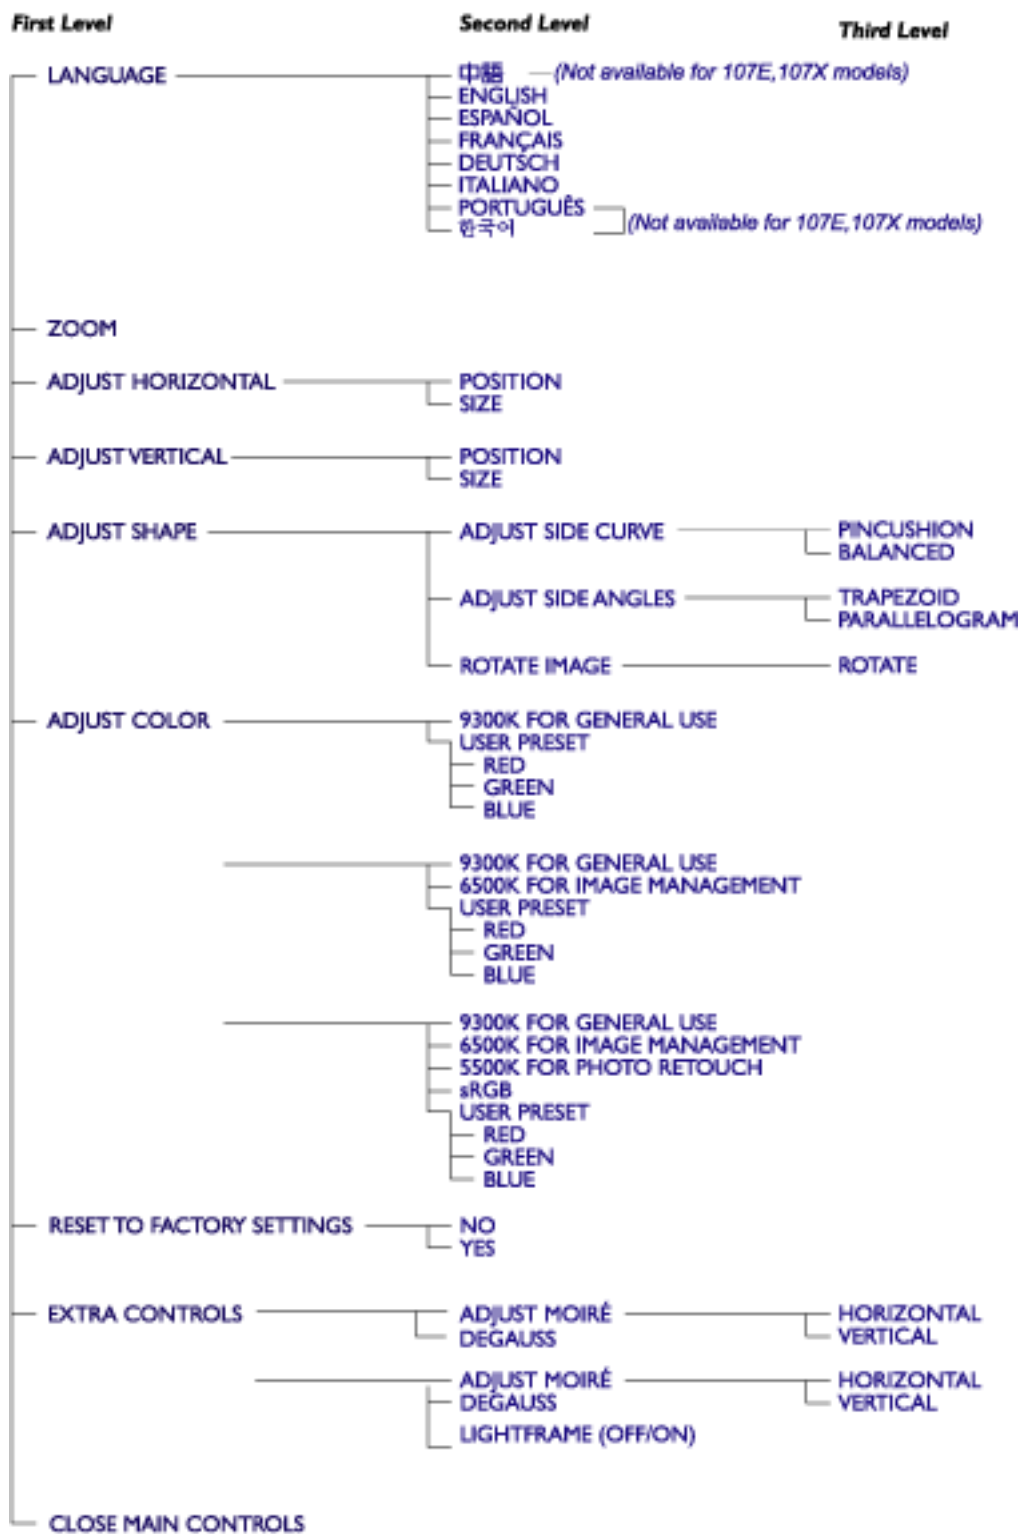 First Level Second Level Third Level
LANGUAGE 中語 (Not available for 107E,107X models)
ENGLISH
ESPAÑOL
FRANÇAIS
DEUTSCH
ITALIANO
PORTUGUÊS
한국어 (Not available for 107E,107X models)
ZOOM
ADJUST HORIZONTAL POSITION
SIZE
ADJUST VERTICAL POSITION
SIZE
ADJUST SHAPE ADJUST SIDE CURVE PINCUSHION
BALANCED
ADJUST SIDE ANGLES TRAPEZOID
PARALLELOGRAM
ROTATE IMAGE ROTATE
ADJUST COLOR 9300K FOR GENERAL USE
USER PRESET
RED
GREEN
BLUE
9300K FOR GENERAL USE
6500K FOR IMAGE MANAGEMENT
USER PRESET
RED
GREEN
BLUE
9300K FOR GENERAL USE
6500K FOR IMAGE MANAGEMENT
5500K FOR PHOTO RETOUCH
sRGB
USER PRESET
RED
GREEN
BLUE
RESET TO FACTORY SETTINGS NO
YES
EXTRA CONTROLS ADJUST MOIRÉ HORIZONTAL
DEGAUSS VERTICAL
ADJUST MOIRÉ HORIZONTAL
DEGAUSS VERTICAL
LIGHTFRAME (OFF/ON)
CLOSE MAIN CONTROLS